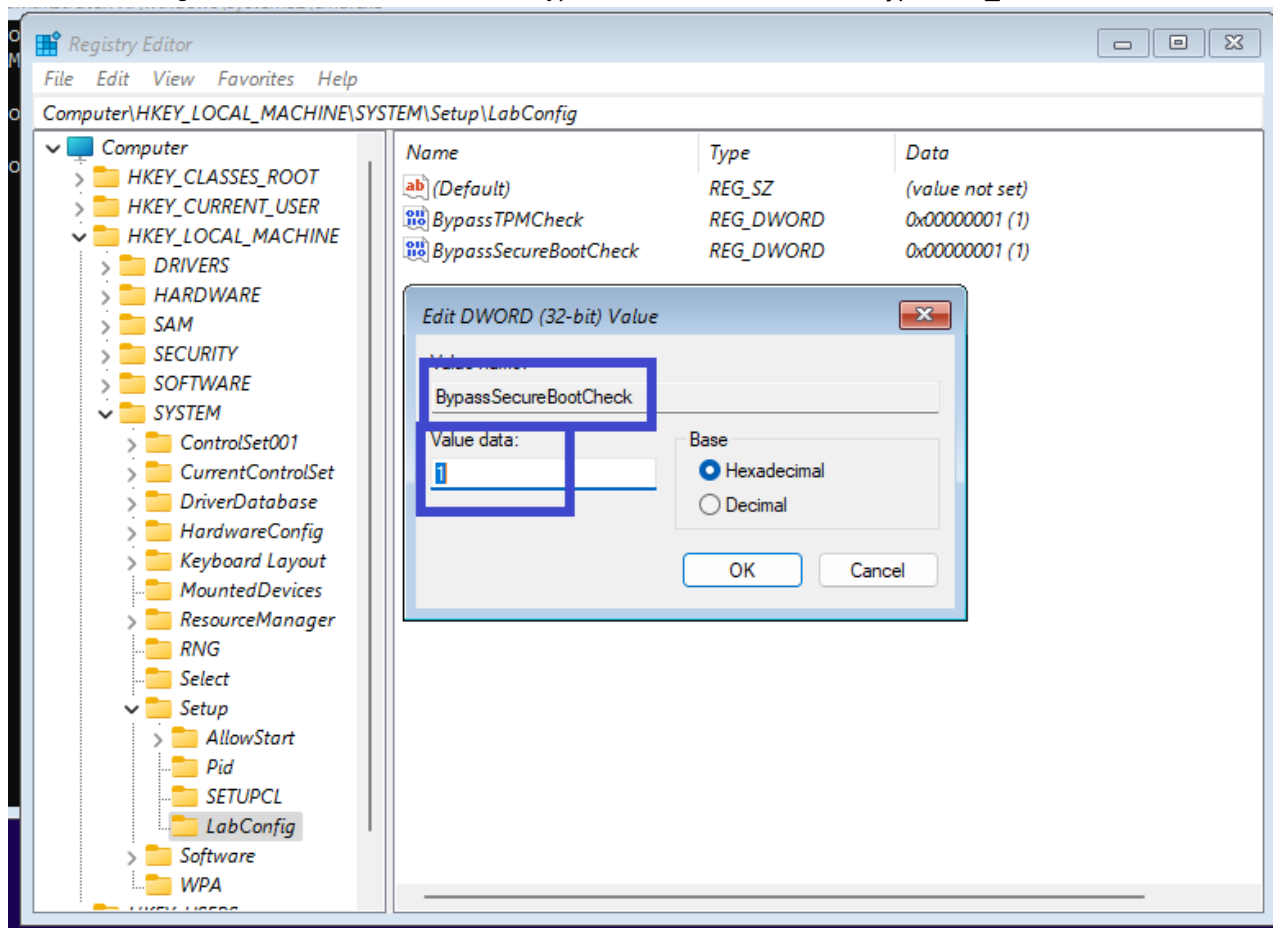 Registry Editor
File Edit View Favorites Help
Computer\HKEY_LOCAL_MACHINE\SYSTEM\Setup\LabConfig
Computer
HKEY_CLASSES_ROOT
HKEY_CURRENT_USER
HKEY_LOCAL_MACHINE
DRIVERS
HARDWARE
SAM
SECURITY
SOFTWARE
SYSTEM
ControlSet001
CurrentControlSet
DriverDatabase
HardwareConfig
Keyboard Layout
MountedDevices
ResourceManager
RNG
Select
Setup
AllowStart
Pid
SETUPCL
LabConfig
Software
WPA
Name Type Data
(Default) REG_SZ (value not set)
BypassTPMCheck REG_DWORD 0x00000001 (1)
BypassSecureBootCheck REG_DWORD 0x00000001 (1)
Edit DWORD (32-bit) Value
BypassSecureBootCheck
Value data:
1
Base
Hexadecimal
Decimal
OK Cancel